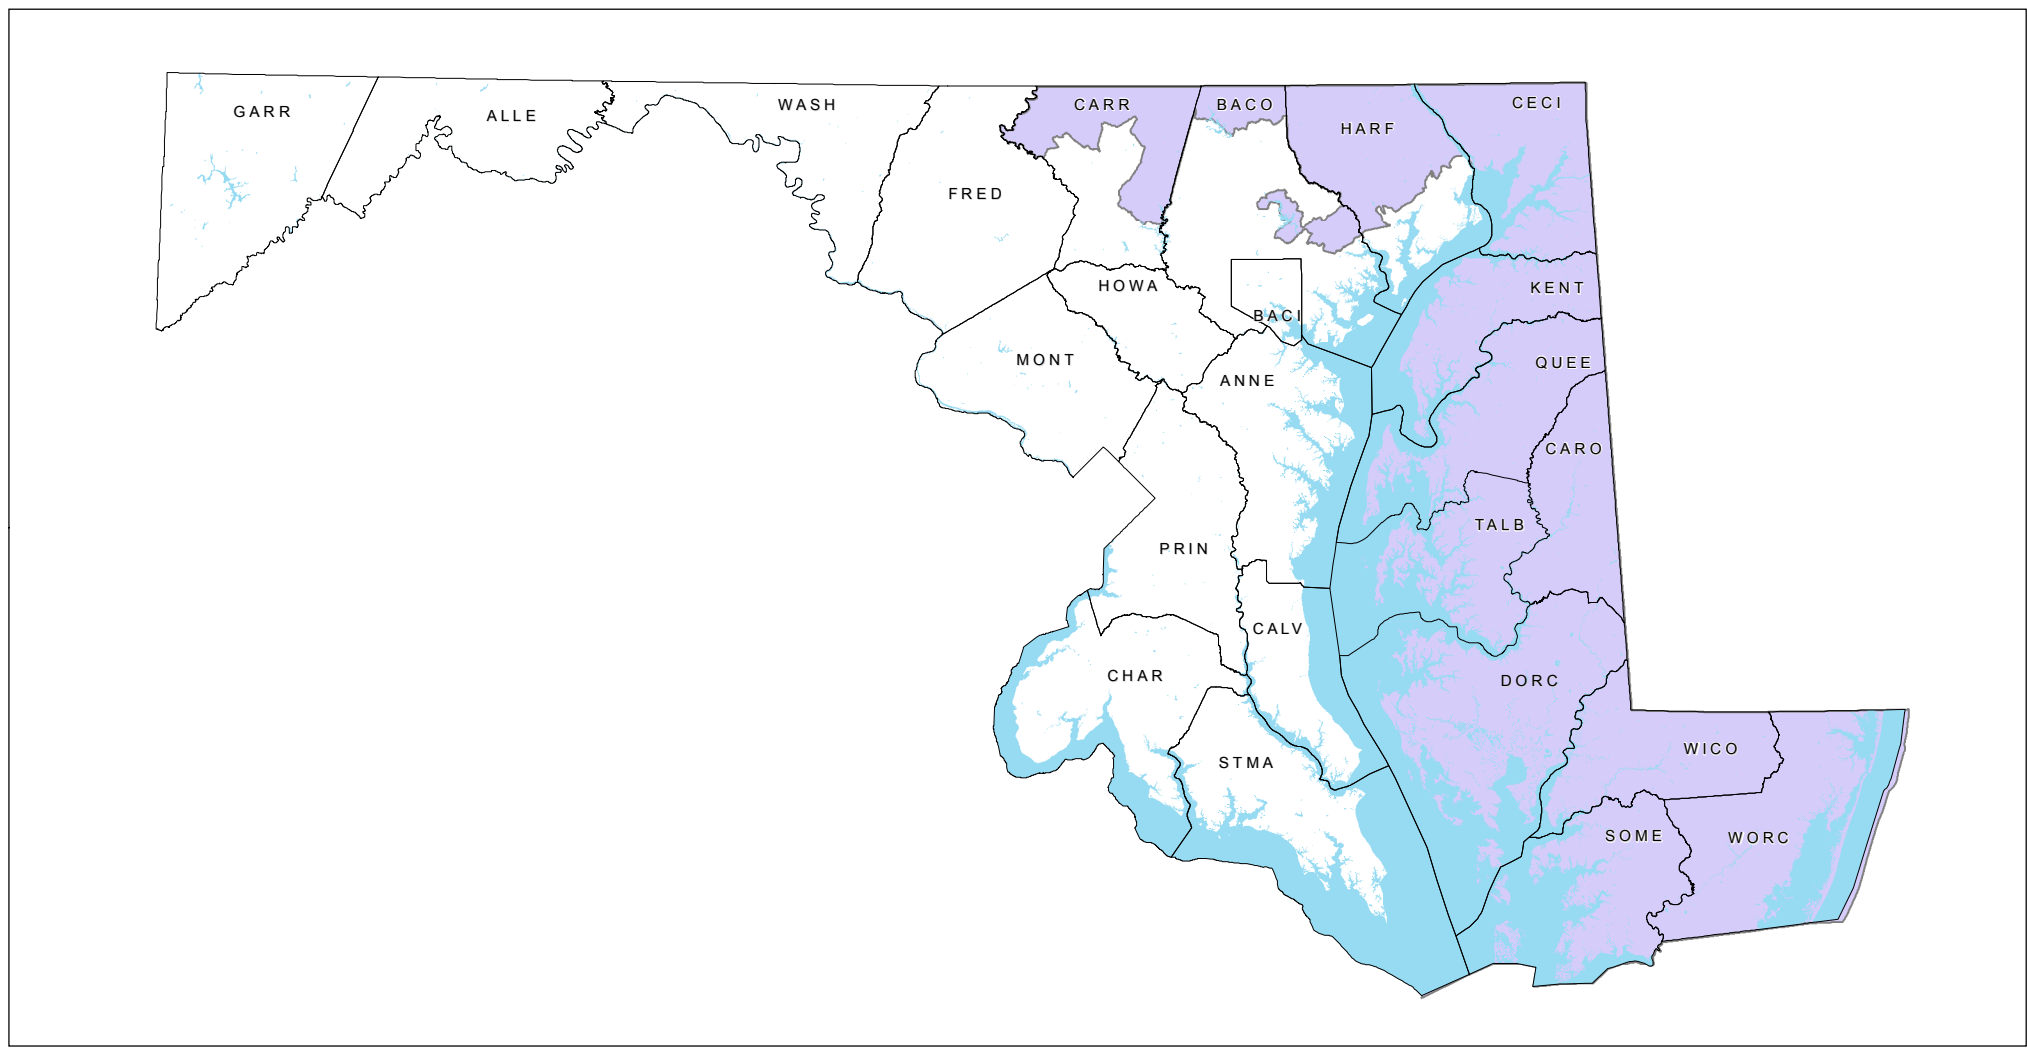 GARR
ALLE
WASH
FRED
CARR
BACO
HARF
CECI
HOWA
BACI
KENT
MONT
ANNE
QUEE
CARO
PRIN
TALB
CALV
CHAR
DORC
STMA
WICO
SOME
WORC